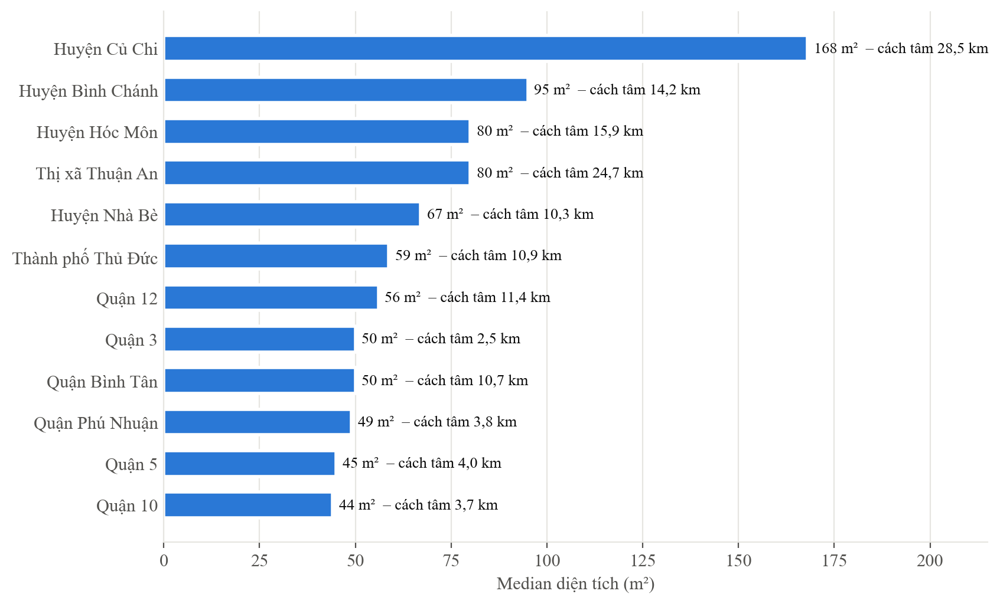 Huyện Củ Chi 168 m² – cách tâm 28,5 km
Huyện Bình Chánh 95 m² – cách tâm 14,2 km
Huyện Hóc Môn 80 m² – cách tâm 15,9 km
Thị xã Thuận An 80 m² – cách tâm 24,7 km
Huyện Nhà Bè 67 m² – cách tâm 10,3 km
Thành phố Thủ Đức 59 m² – cách tâm 10,9 km
Quận 12 56 m² – cách tâm 11,4 km
Quận 3 50 m² – cách tâm 2,5 km
Quận Bình Tân 50 m² – cách tâm 10,7 km
Quận Phú Nhuận 49 m² – cách tâm 3,8 km
Quận 5 45 m² – cách tâm 4,0 km
Quận 10 44 m² – cách tâm 3,7 km
0 25 50 75 100 125 150 175 200
Median diện tích (m²)